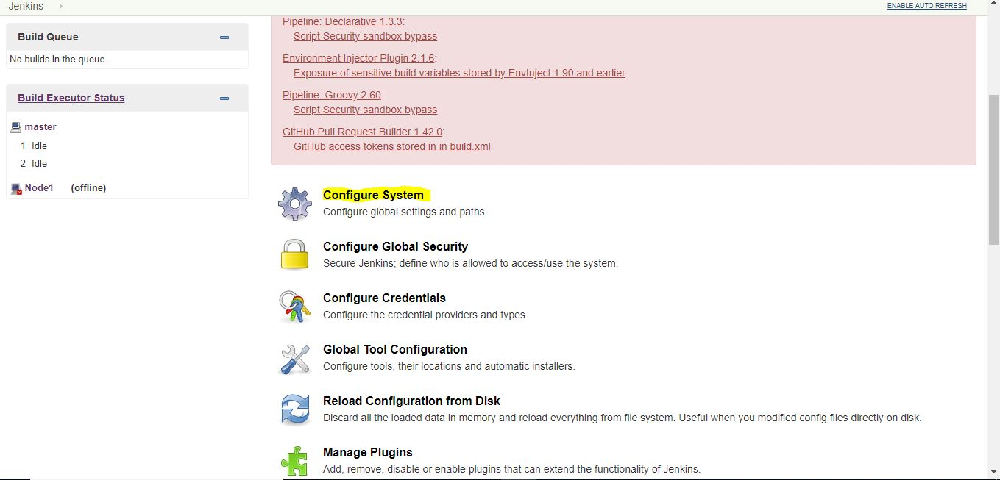 Jenkins
ENABLE AUTO REFRESH
Build Queue
No builds in the queue.
Build Executor Status
master
1 Idle
2 Idle
Node1 (offline)
Pipeline: Declarative 1.3.3:
Script Security sandbox bypass
Environment Injector Plugin 2.1.6:
Exposure of sensitive build variables stored by EnvInject 1.90 and earlier
Pipeline: Groovy 2.60:
Script Security sandbox bypass
GitHub Pull Request Builder 1.42.0:
GitHub access tokens stored in in build.xml
Configure System
Configure global settings and paths.
Configure Global Security
Secure Jenkins; define who is allowed to access/use the system.
Configure Credentials
Configure the credential providers and types
Global Tool Configuration
Configure tools, their locations and automatic installers.
Reload Configuration from Disk
Discard all the loaded data in memory and reload everything from file system. Useful when you modified config files directly on disk.
Manage Plugins
Add, remove, disable or enable plugins that can extend the functionality of Jenkins.